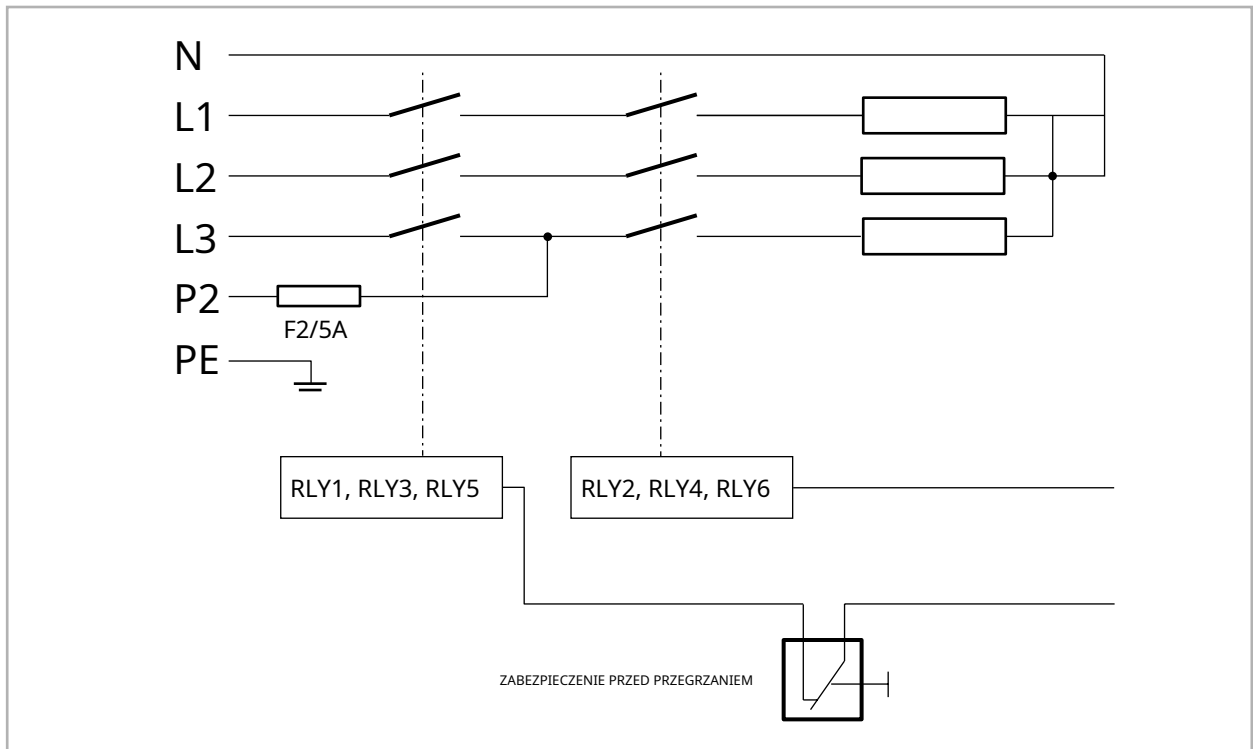 N
L1
L2
L3
P2
F2/5A
PE
RLY1, RLY3, RLY5
RLY2, RLY4, RLY6
ZABEZPIECZENIE PRZED PRZEGRZANIEM